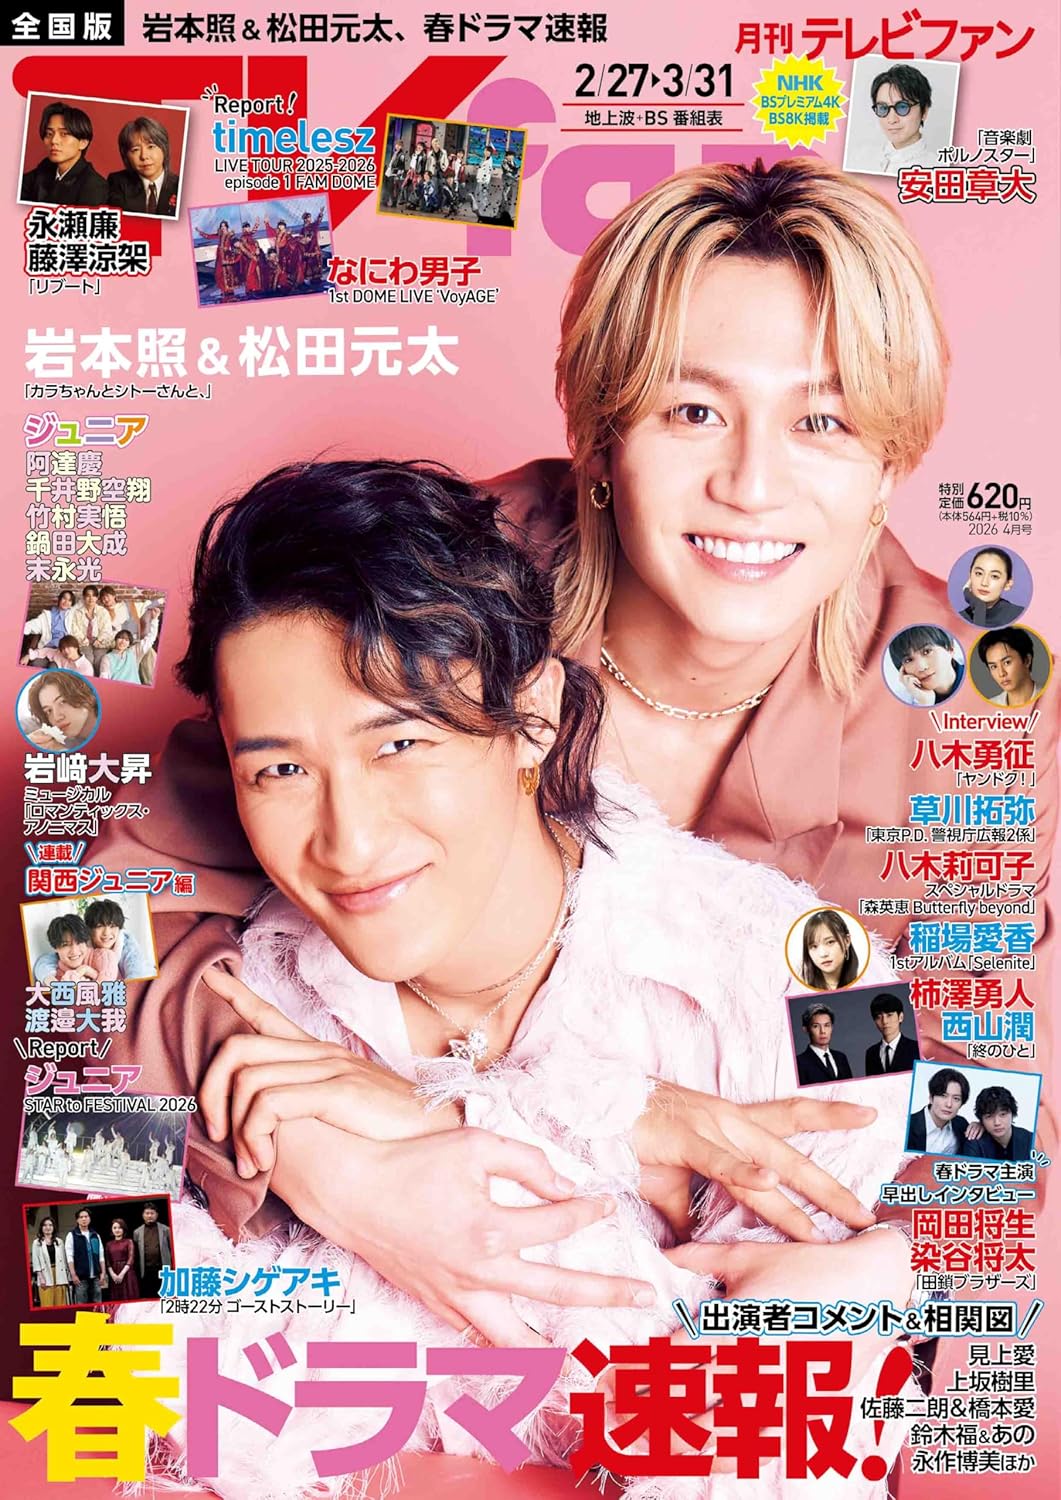 全国版
岩本照&松田元太、春ドラマ速報
月刊 テレビファン
TVfan
2/27▸3/31
地上波+BS 番組表
NHK
BSプレミアム4K
BS8K掲載
「音楽劇
ポルノスター」
安田章大
Report!
timelesz
LIVE TOUR 2025-2026
episode 1 FAM DOME
永瀬廉
藤澤涼架
「リブート」
なにわ男子
1st DOME LIVE 'VoyAGE'
岩本照&松田元太
「カラちゃんとシトーさんと、」
ジュニア
阿達慶
千井野空翔
竹村実悟
鍋田大成
末永光
特別
定価620円
(本体564円+税10%)
2026 4月号
岩﨑大昇
ミュージカル
「ロマンティックス・
アノニマス」
\連載/
関西ジュニア編
大西風雅
渡邉大我
\Report/
ジュニア
STAR to FESTIVAL 2026
加藤シゲアキ
「2時22分 ゴーストストーリー」
\Interview/
八木勇征
「ヤンドク!」
草川拓弥
「東京P.D. 警視庁広報2係」
八木莉可子
スペシャルドラマ
「森英恵 Butterfly beyond」
稲場愛香
1stアルバム「Selenite」
柿澤勇人
西山潤
「終のひと」
春ドラマ主演
早出しインタビュー
岡田将生
染谷将太
「田鎖ブラザーズ」
\出演者コメント&相関図/
春ドラマ速報!
見上愛
上坂樹里
佐藤二朗&橋本愛
鈴木福&あの
永作博美ほか